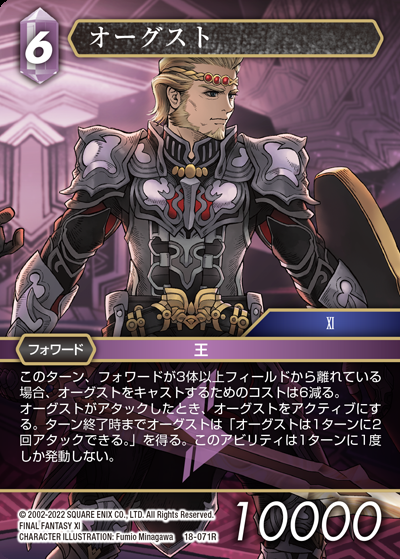 6
オーグスト
XI
フォワード
王
このターン、フォワードが3体以上フィールドから離れている
場合、オーグストをキャストするためのコストは6減る。
オーグストがアタックしたとき、オーグストをアクティブにす
る。ターン終了時までオーグストは「オーグストは1ターンに2
回アタックできる。」を得る。このアビリティは1ターンに1度
しか発動しない。
© 2002-2022 SQUARE ENIX CO., LTD. All Rights Reserved.
FINAL FANTASY XI
CHARACTER ILLUSTRATION: Fumio Minagawa 18-071R
10000